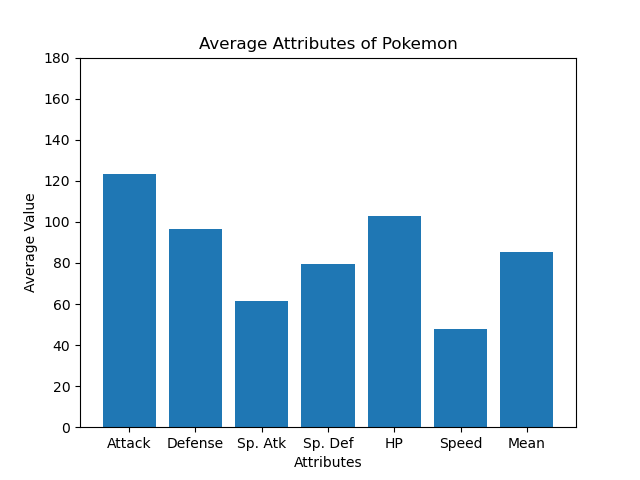 Average Attributes of Pokemon
180
160
140
120
100
80
60
40
20
0
Average Value
Attack Defense Sp. Atk Sp. Def HP Speed Mean
Attributes